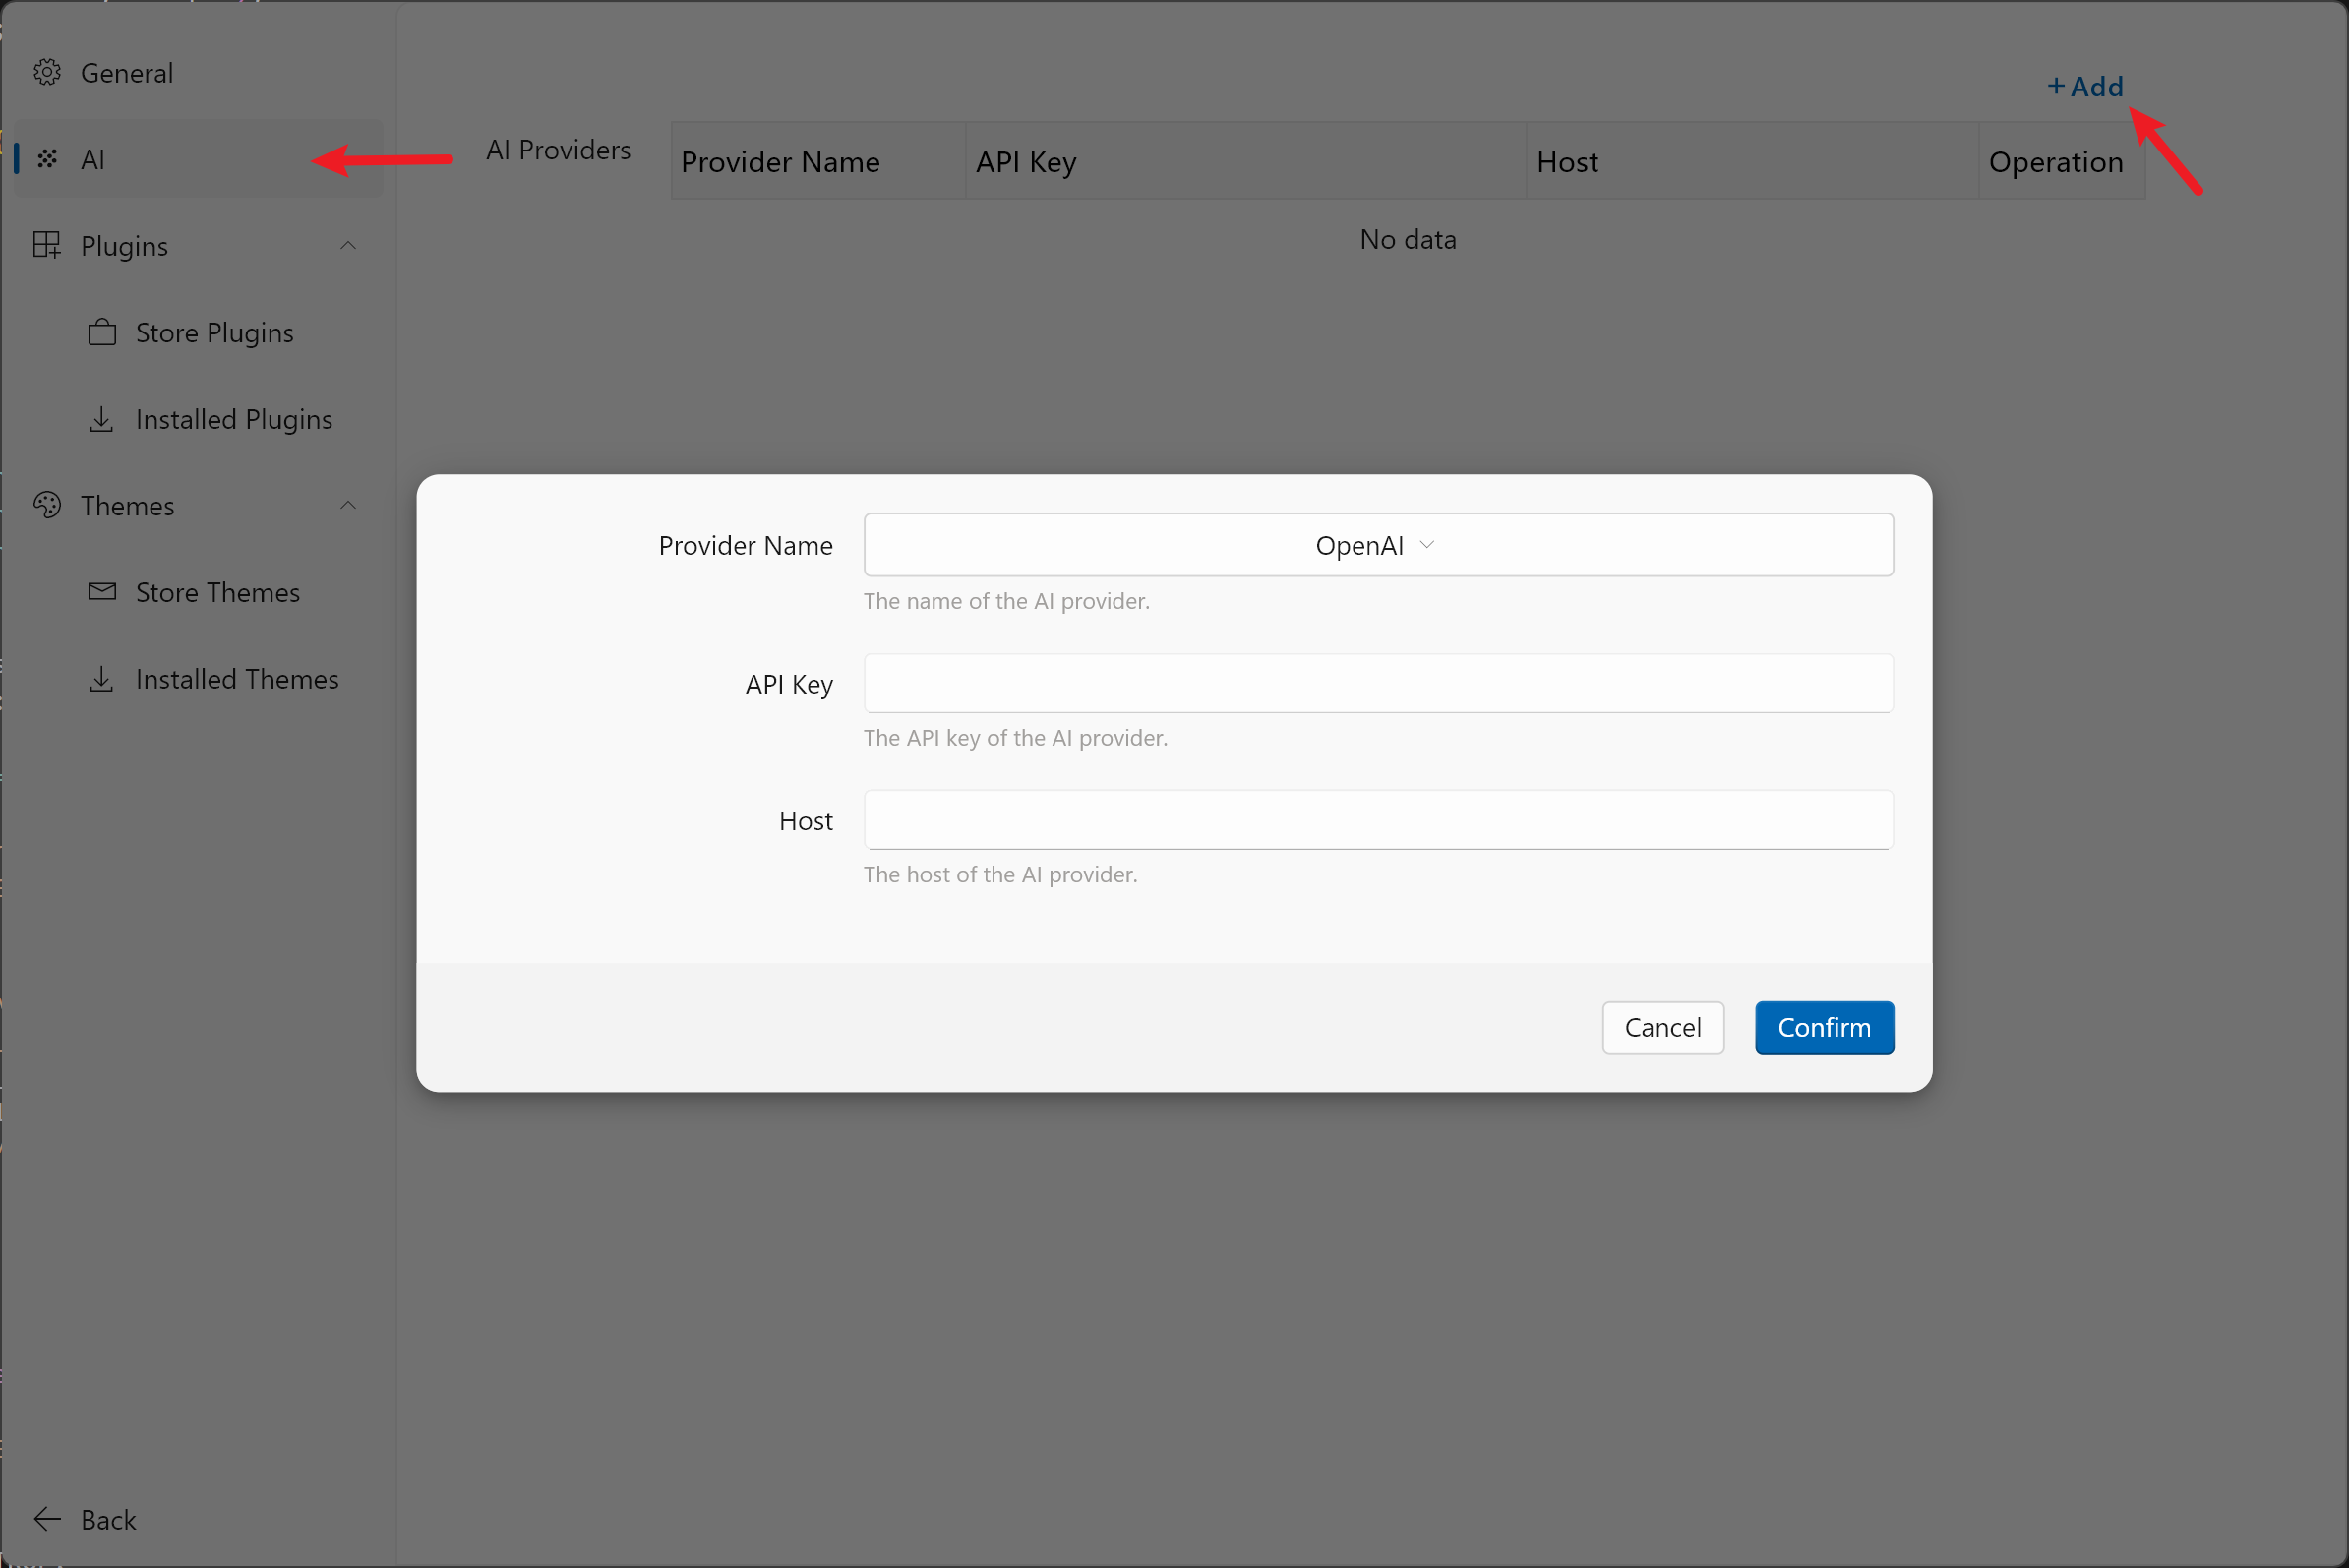 General
AI
Plugins
Store Plugins
Installed Plugins
Themes
Store Themes
Installed Themes
Back
+Add
AI Providers
Provider Name API Key Host Operation
No data
Provider Name OpenAI
The name of the AI provider.
API Key
The API key of the AI provider.
Host
The host of the AI provider.
Cancel Confirm